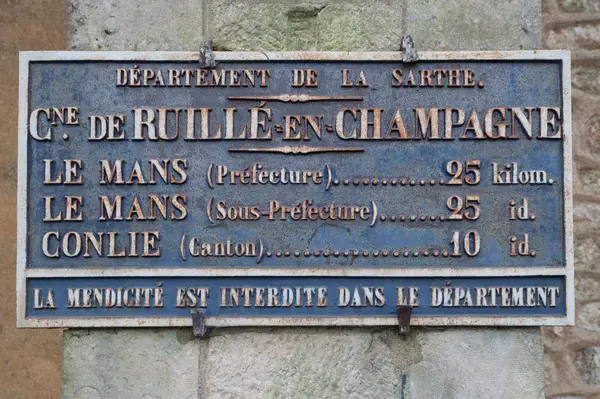 DÉPARTEMENT DE LA SARTHE.
CNE. DE RUILLÉ-EN-CHAMPAGNE
LE MANS (Préfecture)..................25 kilom.
LE MANS (Sous-Préfecture).......25 id.
CONLIE (Canton)........................10 id.
LA MENDICITÉ EST INTERDITE DANS LE DÉPARTEMENT